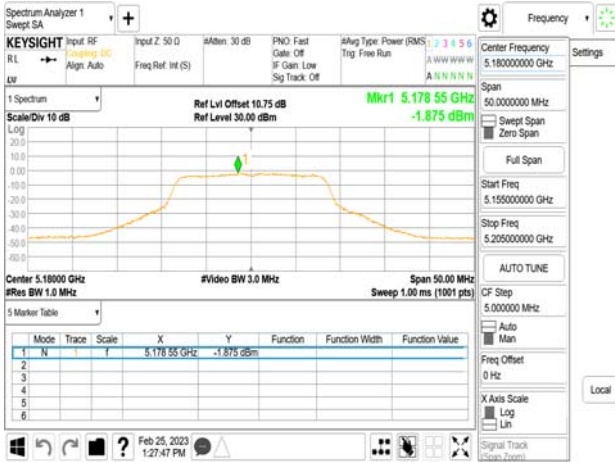 Spectrum Analyzer 1
Swept SA
Frequency
KEYSIGHT
Input: RF
Coupling: DC
Align: Auto
Input Z: 50 Ω
Freq Ref: Int (S)
#Atten: 30 dB
PNO: Fast
Gate: Off
IF Gain: Low
Sig Track: Off
#Avg Type: Power (RMS
Trig: Free Run
1 2 3 4 5 6
A W W W W W
A N N N N N
RL
1 Spectrum
Scale/Div 10 dB
Ref Lvl Offset 10.75 dB
Ref Level 30.00 dBm
Mkr1 5.178 55 GHz
-1.875 dBm
Log
20.0
10.0
0.00
-10.0
-20.0
-30.0
-40.0
-50.0
-60.0
1
Center 5.18000 GHz
#Res BW 1.0 MHz
#Video BW 3.0 MHz
Span 50.00 MHz
Sweep 1.00 ms (1001 pts)
5 Marker Table
Mode Trace Scale X Y Function Function Width Function Value
1 N 1 f 5.178 55 GHz -1.875 dBm
2
3
4
5
6
Feb 25, 2023
1:27:47 PM
Center Frequency
5.180000000 GHz
Span
50.0000000 MHz
Swept Span
Zero Span
Full Span
Start Freq
5.155000000 GHz
Stop Freq
5.205000000 GHz
AUTO TUNE
CF Step
5.000000 MHz
Auto
Man
Freq Offset
0 Hz
X Axis Scale
Log
Lin
Signal Track
(Span Zoom)
Settings
Local